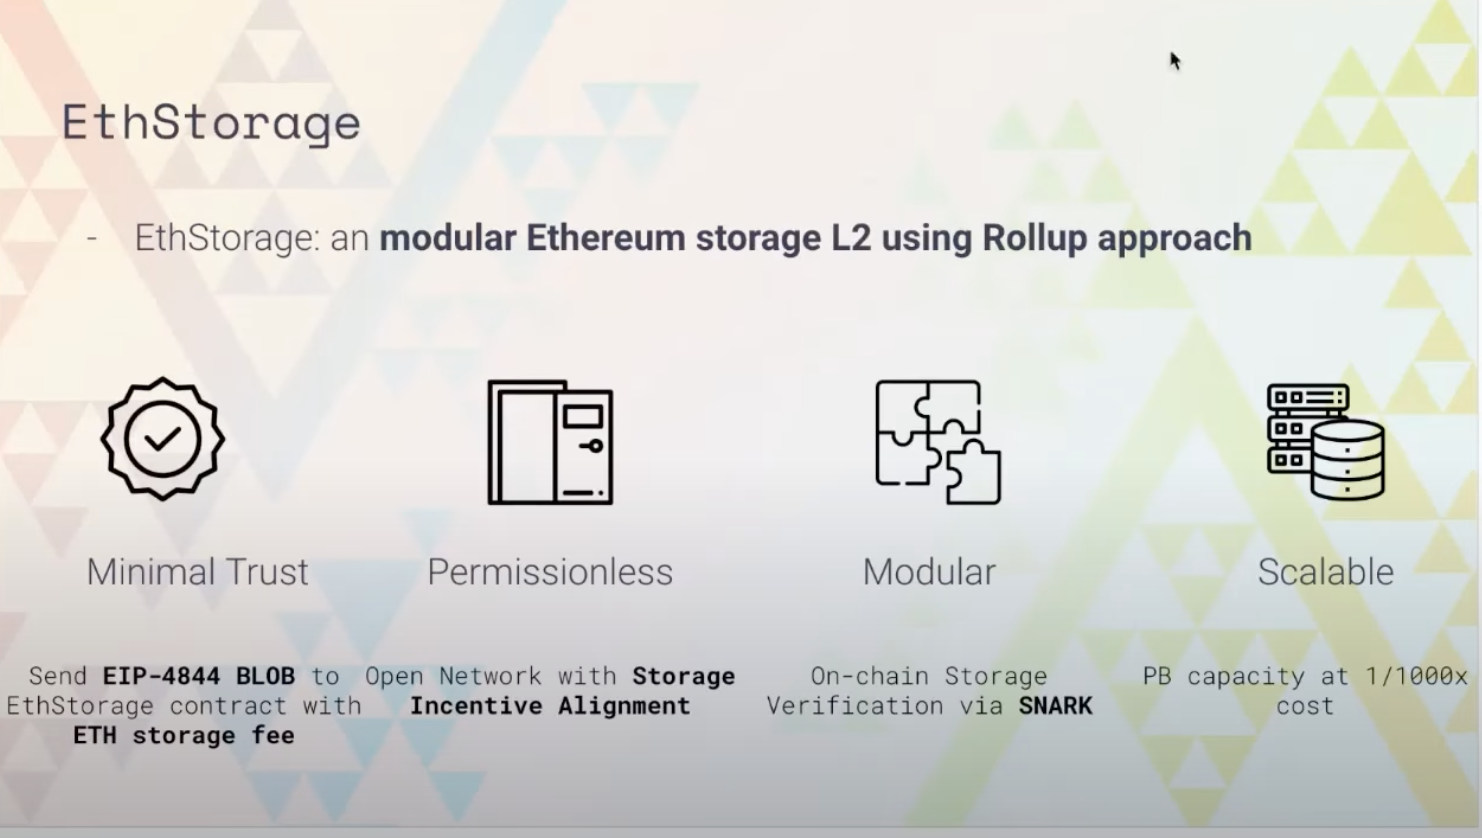 EthStorage
- EthStorage: an modular Ethereum storage L2 using Rollup approach
Minimal Trust
Send EIP-4844 BLOB to
EthStorage contract with
ETH storage fee
Permissionless
Open Network with Storage
Incentive Alignment
Modular
On-chain Storage
Verification via SNARK
Scalable
PB capacity at 1/1000x
cost